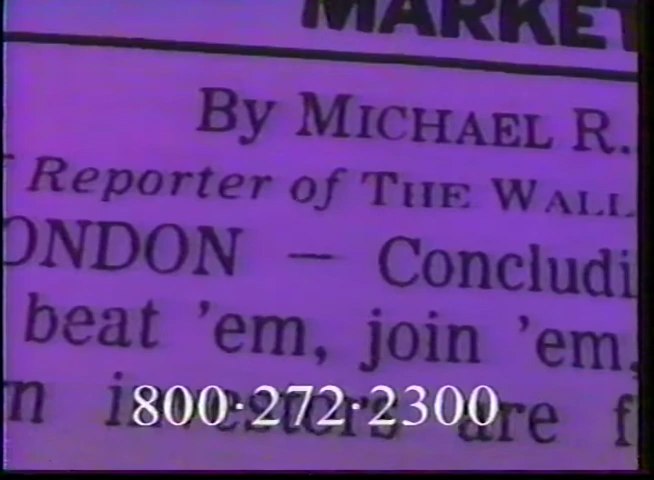 MARKET
By MICHAEL R.
Reporter of THE WALL
ONDON — Concludi
beat 'em, join 'em,
n investors are f
800·272·2300